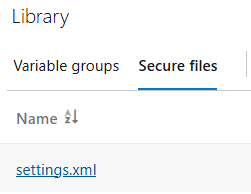 Library
Variable groups Secure files
Name
settings.xml